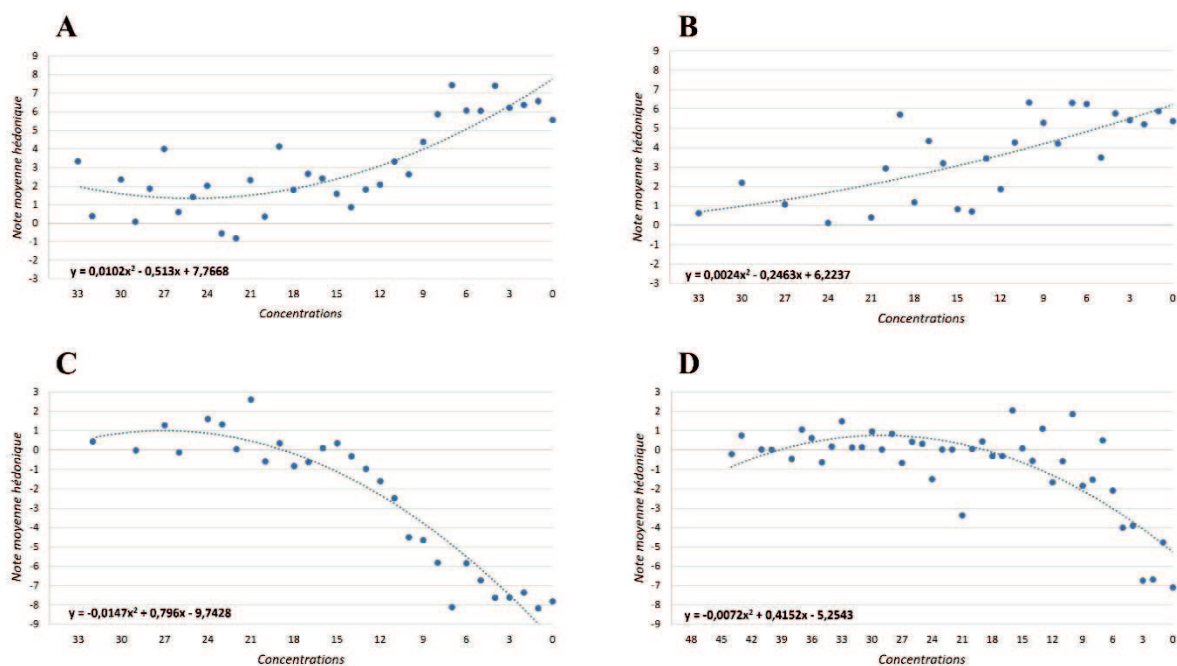 A
9
8
7
6
5
4
3
2
1
0
-1
-2
-3
Note moyenne hédonique
y = 0,0102x² - 0,513x + 7,7668
33 30 27 24 21 18 15 12 9 6 3 0
Concentrations
B
9
8
7
6
5
4
3
2
1
0
-1
-2
-3
Note moyenne hédonique
y = 0,0024x² - 0,2463x + 6,2237
33 30 27 24 21 18 15 12 9 6 3 0
Concentrations
C
3
2
1
0
-1
-2
-3
-4
-5
-6
-7
-8
-9
Note moyenne hédonique
y = -0,0147x² + 0,796x - 9,7428
33 30 27 24 21 18 15 12 9 6 3 0
Concentrations
D
3
2
1
0
-1
-2
-3
-4
-5
-6
-7
-8
-9
Note moyenne hédonique
y = -0,0072x² + 0,4152x - 5,2543
48 45 42 39 36 33 30 27 24 21 18 15 12 9 6 3 0
Concentrations